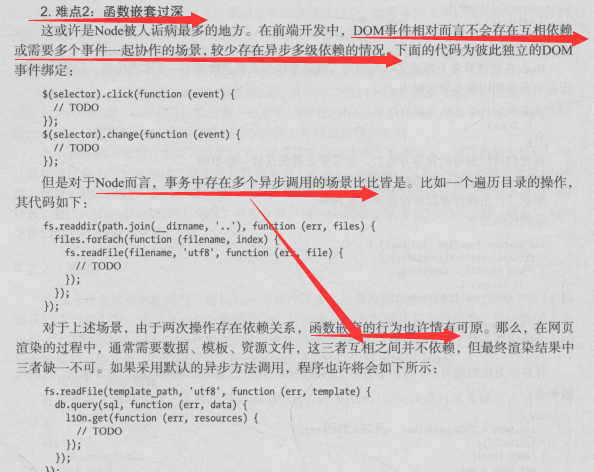 2. 难点2：函数嵌套过深
这或许是Node被人诟病最多的地方。在前端开发中，DOM事件相对而言不会存在互相依赖
或需要多个事件一起协作的场景，较少存在异步多级依赖的情况。下面的代码为彼此独立的DOM
事件绑定：
$(selector).click(function (event) {
// TODO
});
$(selector).change(function (event) {
// TODO
});
但是对于Node而言，事务中存在多个异步调用的场景比比皆是。比如一个遍历目录的操作，
其代码如下：
fs.readdir(path.join(__dirname, '..'), function (err, files) {
files.forEach(function (filename, index) {
fs.readFile(filename, 'utf8', function (err, file) {
// TODO
});
});
});
对于上述场景，由于两次操作存在依赖关系，函数嵌套的行为也许情有可原。那么，在网页
渲染的过程中，通常需要数据、模板、资源文件，这三者互相之间并不依赖，但最终渲染结果中
三者缺一不可。如果采用默认的异步方法调用，程序也许将会如下所示：
fs.readFile(template_path, 'utf8', function (err, template) {
db.query(sql, function (err, data) {
l10n.get(function (err, resources) {
// TODO
});
});
});